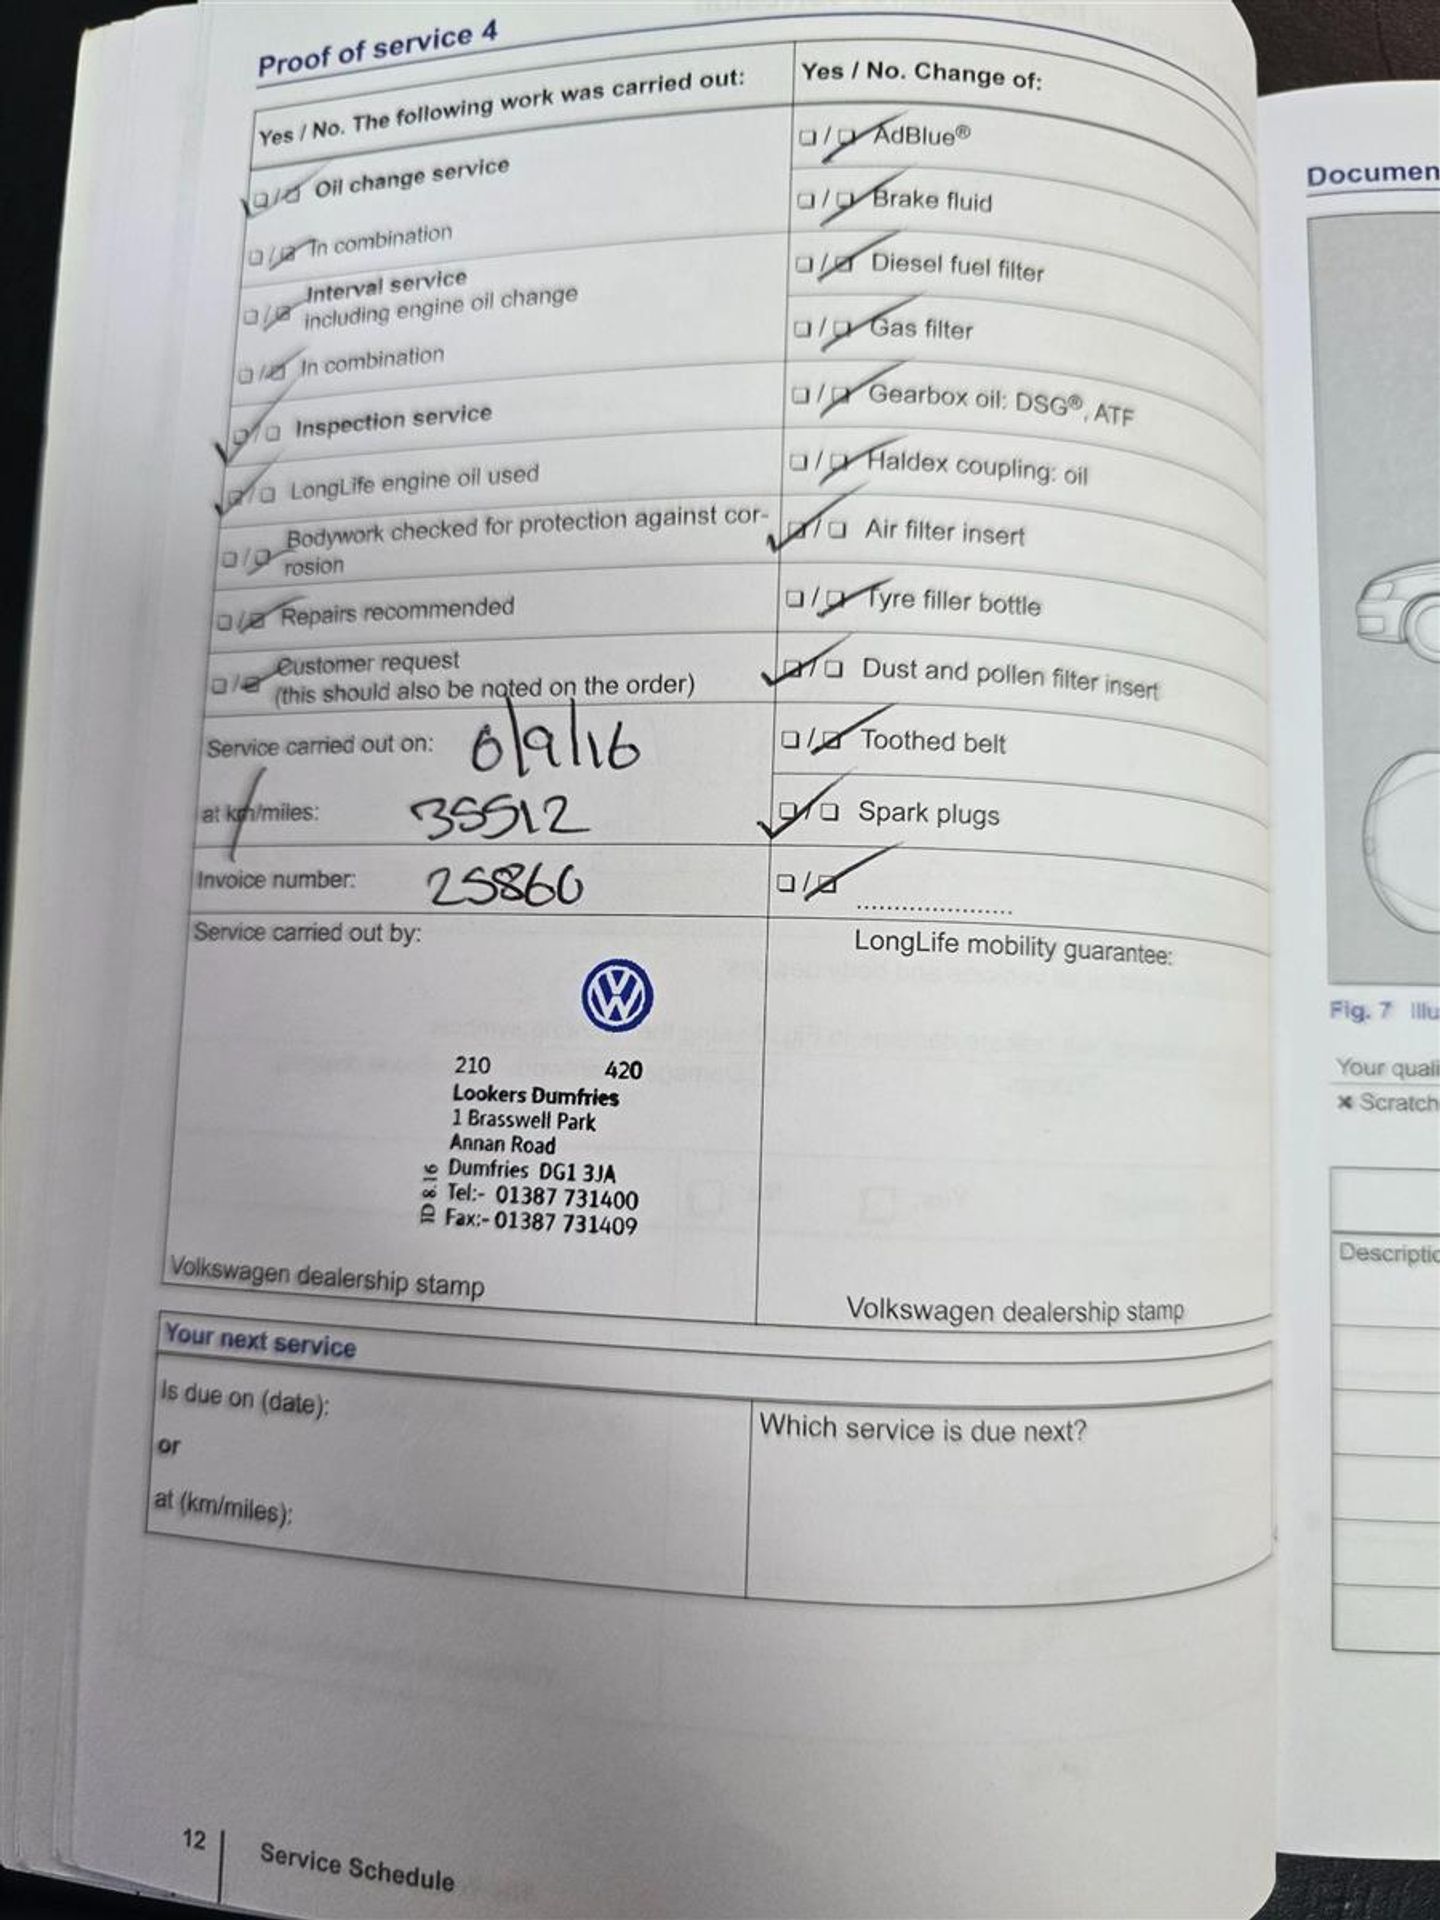 Proof of service 4
Yes / No. The following work was carried out:
Oil change service
In combination
Interval service
including engine oil change
In combination
Inspection service
LongLife engine oil used
Bodywork checked for protection against cor-
rosion
Repairs recommended
Customer request
(this should also be noted on the order)
Service carried out on: 6/9/16
at km/miles: 35512
Invoice number: 25860
Service carried out by:
210 420
Lookers Dumfries
1 Brasswell Park
Annan Road
Dumfries DG1 3JA
Tel:- 01387 731400
Fax:- 01387 731409
ID 8.16
Volkswagen dealership stamp
Yes / No. Change of:
AdBlue®
Brake fluid
Diesel fuel filter
Gas filter
Gearbox oil: DSG®, ATF
Haldex coupling: oil
Air filter insert
Tyre filler bottle
Dust and pollen filter insert
Toothed belt
Spark plugs
.....................
LongLife mobility guarantee:
Volkswagen dealership stamp
Your next service
Is due on (date):
or
at (km/miles):
Which service is due next?
12 Service Schedule
Documen
Fig. 7 Illu
Your quali
× Scratch
Descriptio